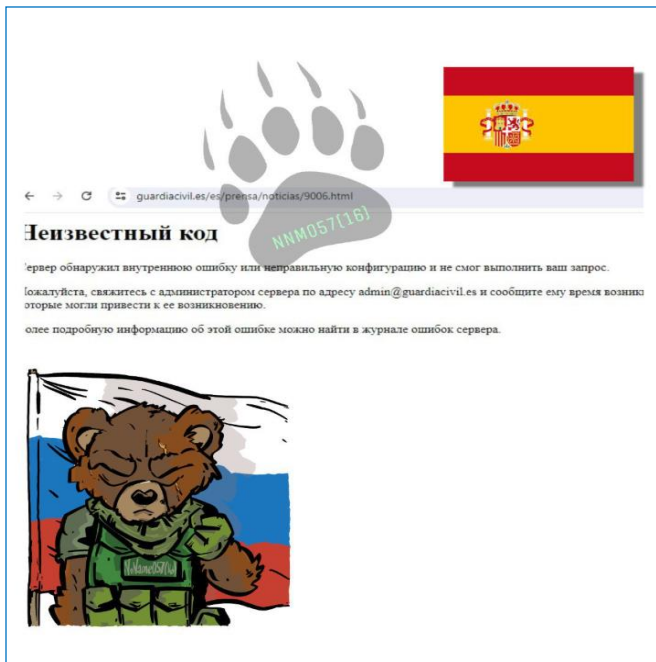 NNM057[16]
guardiacivil.es/es/prensa/noticias/9006.html
Неизвестный код
ервер обнаружил внутреннюю ошибку или неправильную конфигурацию и не смог выполнить ваш запрос.
ожалуйста, свяжитесь с администратором сервера по адресу admin@guardiacivil.es и сообщите ему время возник
оторые могли привести к ее возникновению.
олее подробную информацию об этой ошибке можно найти в журнале ошибок сервера.